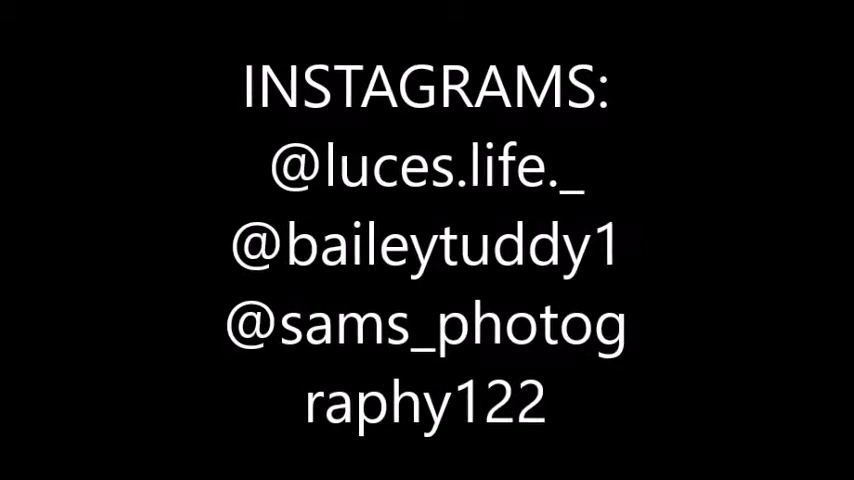 INSTAGRAMS:
@luces.life._
@baileytuddy1
@sams_photog
raphy122